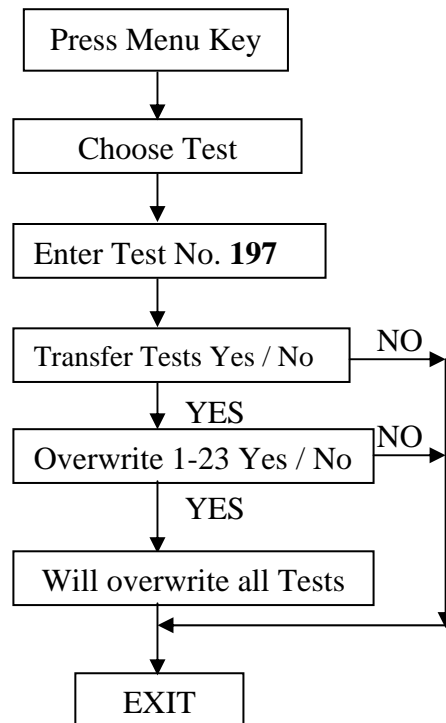 Press Menu Key
Choose Test
Enter Test No. 197
Transfer Tests Yes / No
NO
YES
Overwrite 1-23 Yes / No
NO
YES
Will overwrite all Tests
EXIT